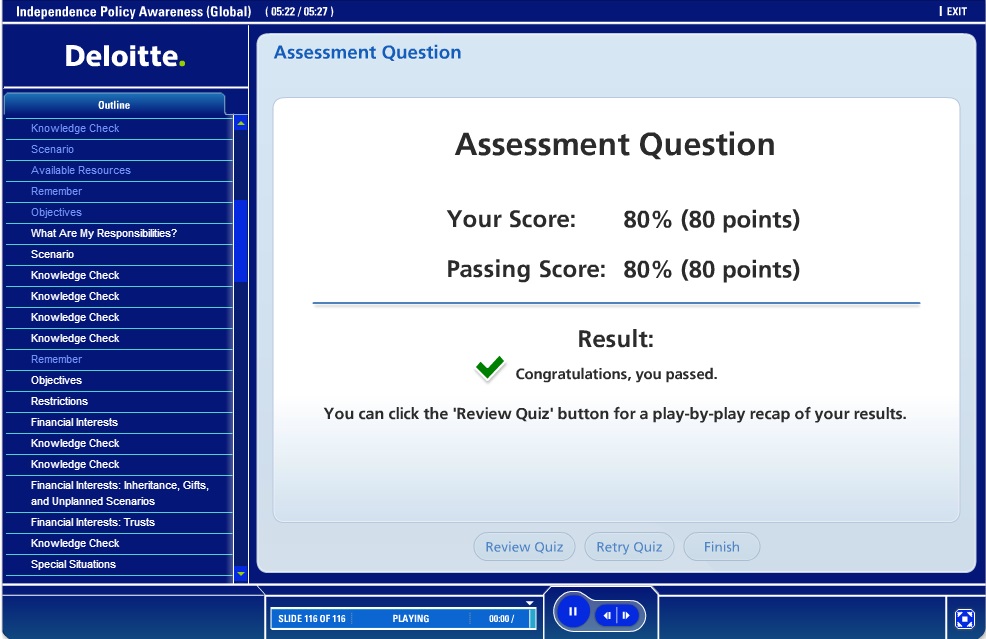 Independence Policy Awareness (Global) ( 05:22 / 05:27 )
EXIT
Deloitte.
Outline
Knowledge Check
Scenario
Available Resources
Remember
Objectives
What Are My Responsibilities?
Scenario
Knowledge Check
Knowledge Check
Knowledge Check
Knowledge Check
Remember
Objectives
Restrictions
Financial Interests
Knowledge Check
Knowledge Check
Financial Interests: Inheritance, Gifts,
and Unplanned Scenarios
Financial Interests: Trusts
Knowledge Check
Special Situations
Assessment Question
Assessment Question
Your Score: 80% (80 points)
Passing Score: 80% (80 points)
Result:
Congratulations, you passed.
You can click the 'Review Quiz' button for a play-by-play recap of your results.
Review Quiz Retry Quiz Finish
SLIDE 116 OF 116 PLAYING 00:00 /